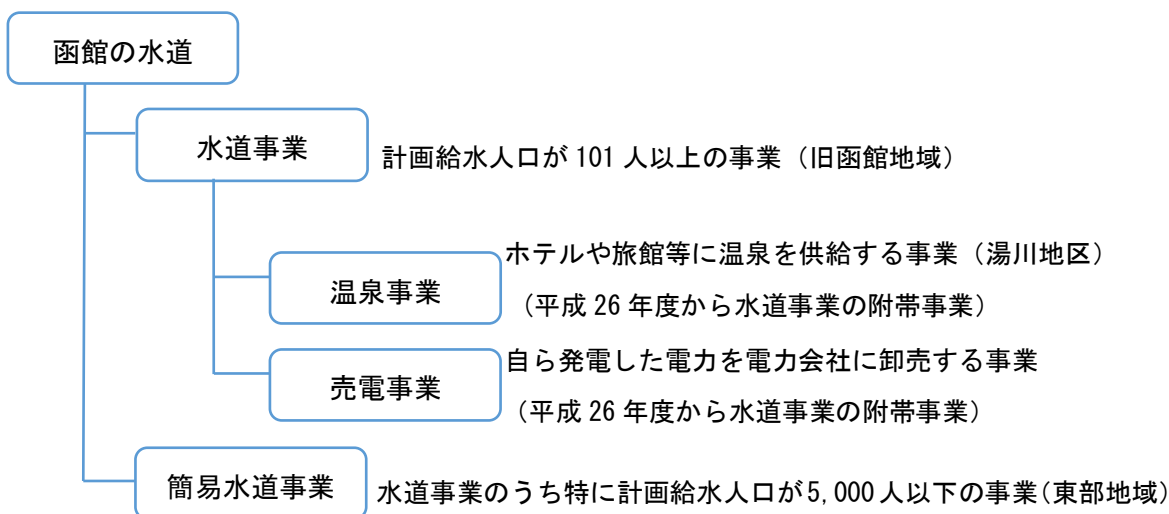 函館の水道
水道事業
計画給水人口が 101 人以上の事業（旧函館地域）
ホテルや旅館等に温泉を供給する事業（湯川地区）
温泉事業
（平成 26 年度から水道事業の附帯事業）
自ら発電した電力を電力会社に卸売する事業
売電事業
（平成 26 年度から水道事業の附帯事業）
簡易水道事業
水道事業のうち特に計画給水人口が 5,000 人以下の事業（東部地域）